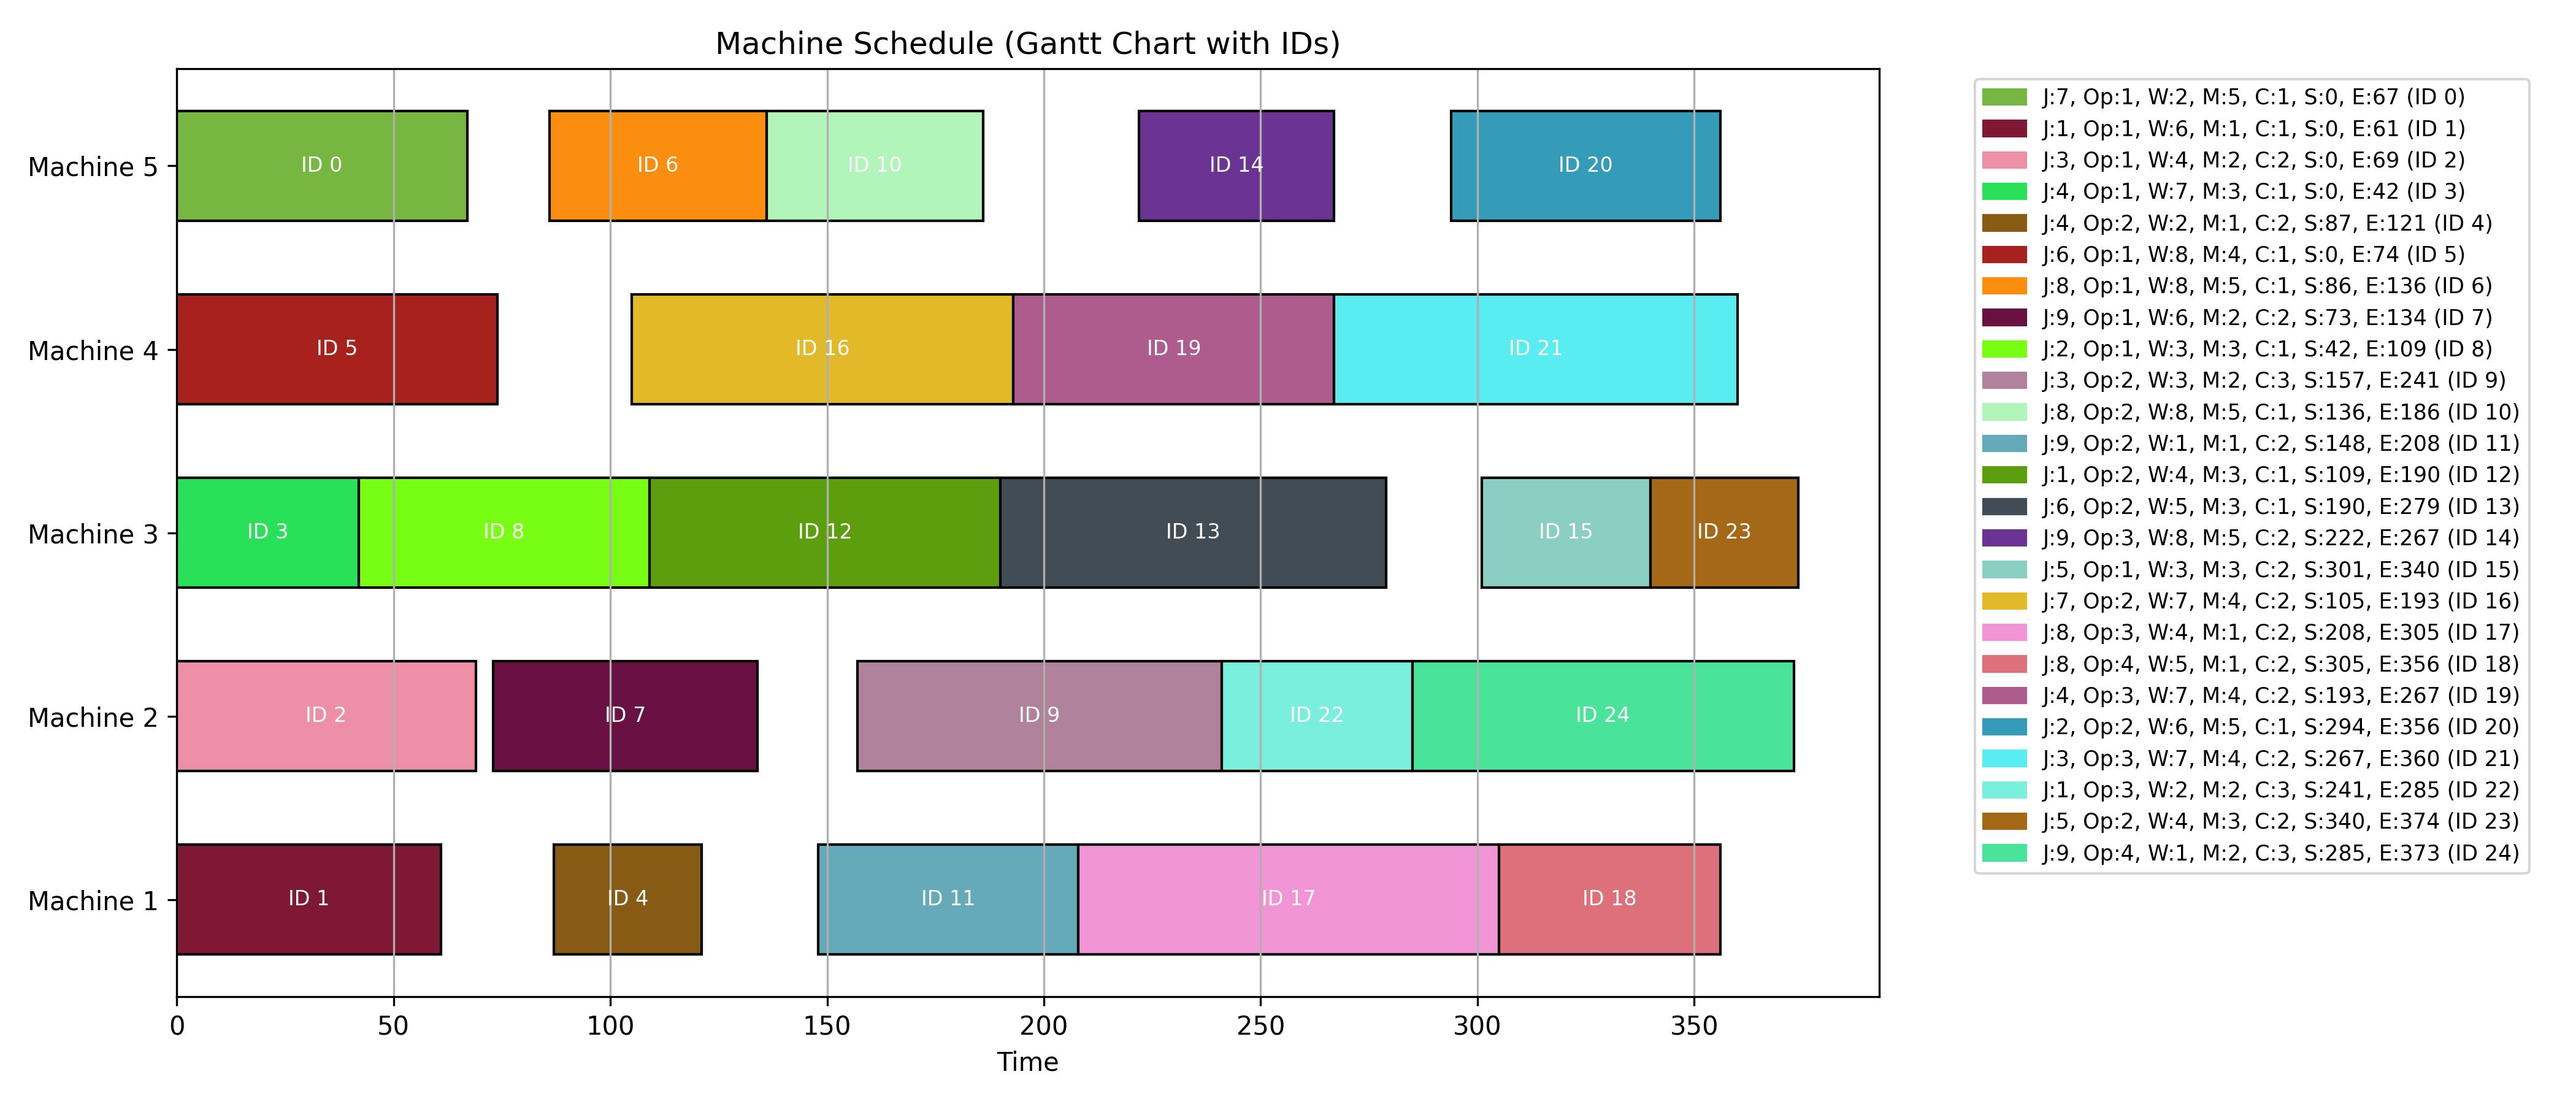 Machine Schedule (Gantt Chart with IDs)
Machine 5
ID 0
ID 6
ID 10
ID 14
ID 20
Machine 4
ID 5
ID 16
ID 19
ID 21
Machine 3
ID 3
ID 8
ID 12
ID 13
ID 15
ID 23
Machine 2
ID 2
ID 7
ID 9
ID 22
ID 24
Machine 1
ID 1
ID 4
ID 11
ID 17
ID 18
0 50 100 150 200 250 300 350
Time
J:7, Op:1, W:2, M:5, C:1, S:0, E:67 (ID 0)
J:1, Op:1, W:6, M:1, C:1, S:0, E:61 (ID 1)
J:3, Op:1, W:4, M:2, C:2, S:0, E:69 (ID 2)
J:4, Op:1, W:7, M:3, C:1, S:0, E:42 (ID 3)
J:4, Op:2, W:2, M:1, C:2, S:87, E:121 (ID 4)
J:6, Op:1, W:8, M:4, C:1, S:0, E:74 (ID 5)
J:8, Op:1, W:8, M:5, C:1, S:86, E:136 (ID 6)
J:9, Op:1, W:6, M:2, C:2, S:73, E:134 (ID 7)
J:2, Op:1, W:3, M:3, C:1, S:42, E:109 (ID 8)
J:3, Op:2, W:3, M:2, C:3, S:157, E:241 (ID 9)
J:8, Op:2, W:8, M:5, C:1, S:136, E:186 (ID 10)
J:9, Op:2, W:1, M:1, C:2, S:148, E:208 (ID 11)
J:1, Op:2, W:4, M:3, C:1, S:109, E:190 (ID 12)
J:6, Op:2, W:5, M:3, C:1, S:190, E:279 (ID 13)
J:9, Op:3, W:8, M:5, C:2, S:222, E:267 (ID 14)
J:5, Op:1, W:3, M:3, C:2, S:301, E:340 (ID 15)
J:7, Op:2, W:7, M:4, C:2, S:105, E:193 (ID 16)
J:8, Op:3, W:4, M:1, C:2, S:208, E:305 (ID 17)
J:8, Op:4, W:5, M:1, C:2, S:305, E:356 (ID 18)
J:4, Op:3, W:7, M:4, C:2, S:193, E:267 (ID 19)
J:2, Op:2, W:6, M:5, C:1, S:294, E:356 (ID 20)
J:3, Op:3, W:7, M:4, C:2, S:267, E:360 (ID 21)
J:1, Op:3, W:2, M:2, C:3, S:241, E:285 (ID 22)
J:5, Op:2, W:4, M:3, C:2, S:340, E:374 (ID 23)
J:9, Op:4, W:1, M:2, C:3, S:285, E:373 (ID 24)